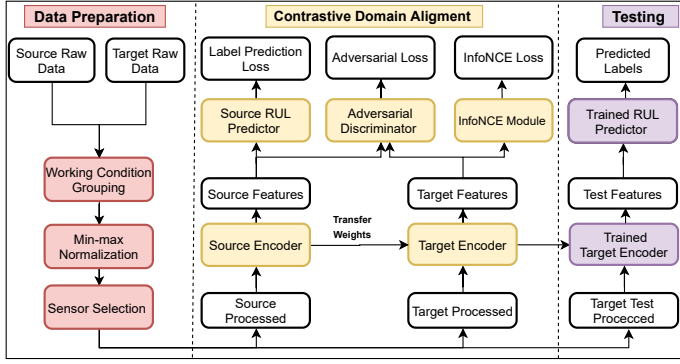 Data Preparation
Source Raw
Data
Target Raw
Data
Working Condition
Grouping
Min-max
Normalization
Sensor Selection
Contrastive Domain Aligment
Label Prediction
Loss
Adversarial Loss
InfoNCE Loss
Source RUL
Predictor
Adversarial
Discriminator
InfoNCE Module
Source Features
Target Features
Source Encoder
Transfer
Weights
Target Encoder
Source
Processed
Target Processed
Testing
Predicted
Labels
Trained RUL
Predictor
Test Features
Trained
Target Encoder
Target Test
Procecced